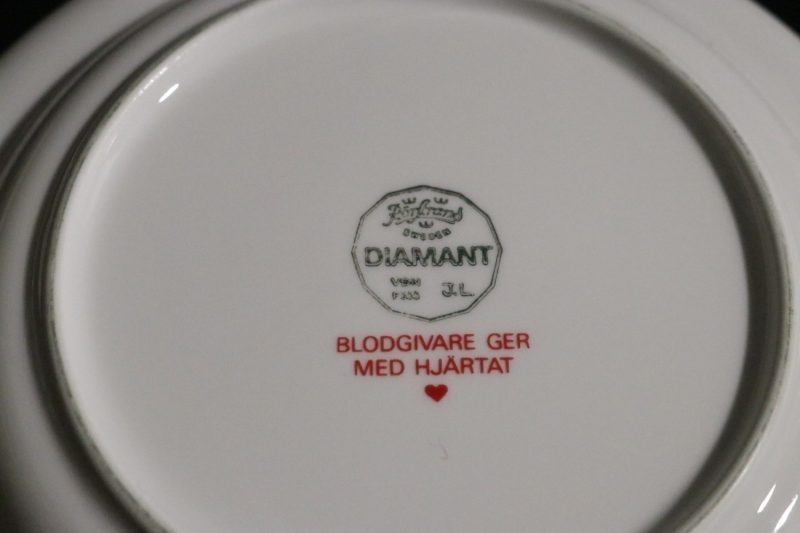 Rörstrand
SWEDEN
DIAMANT
J.L.
BLODGIVARE GER
MED HJÄRTAT